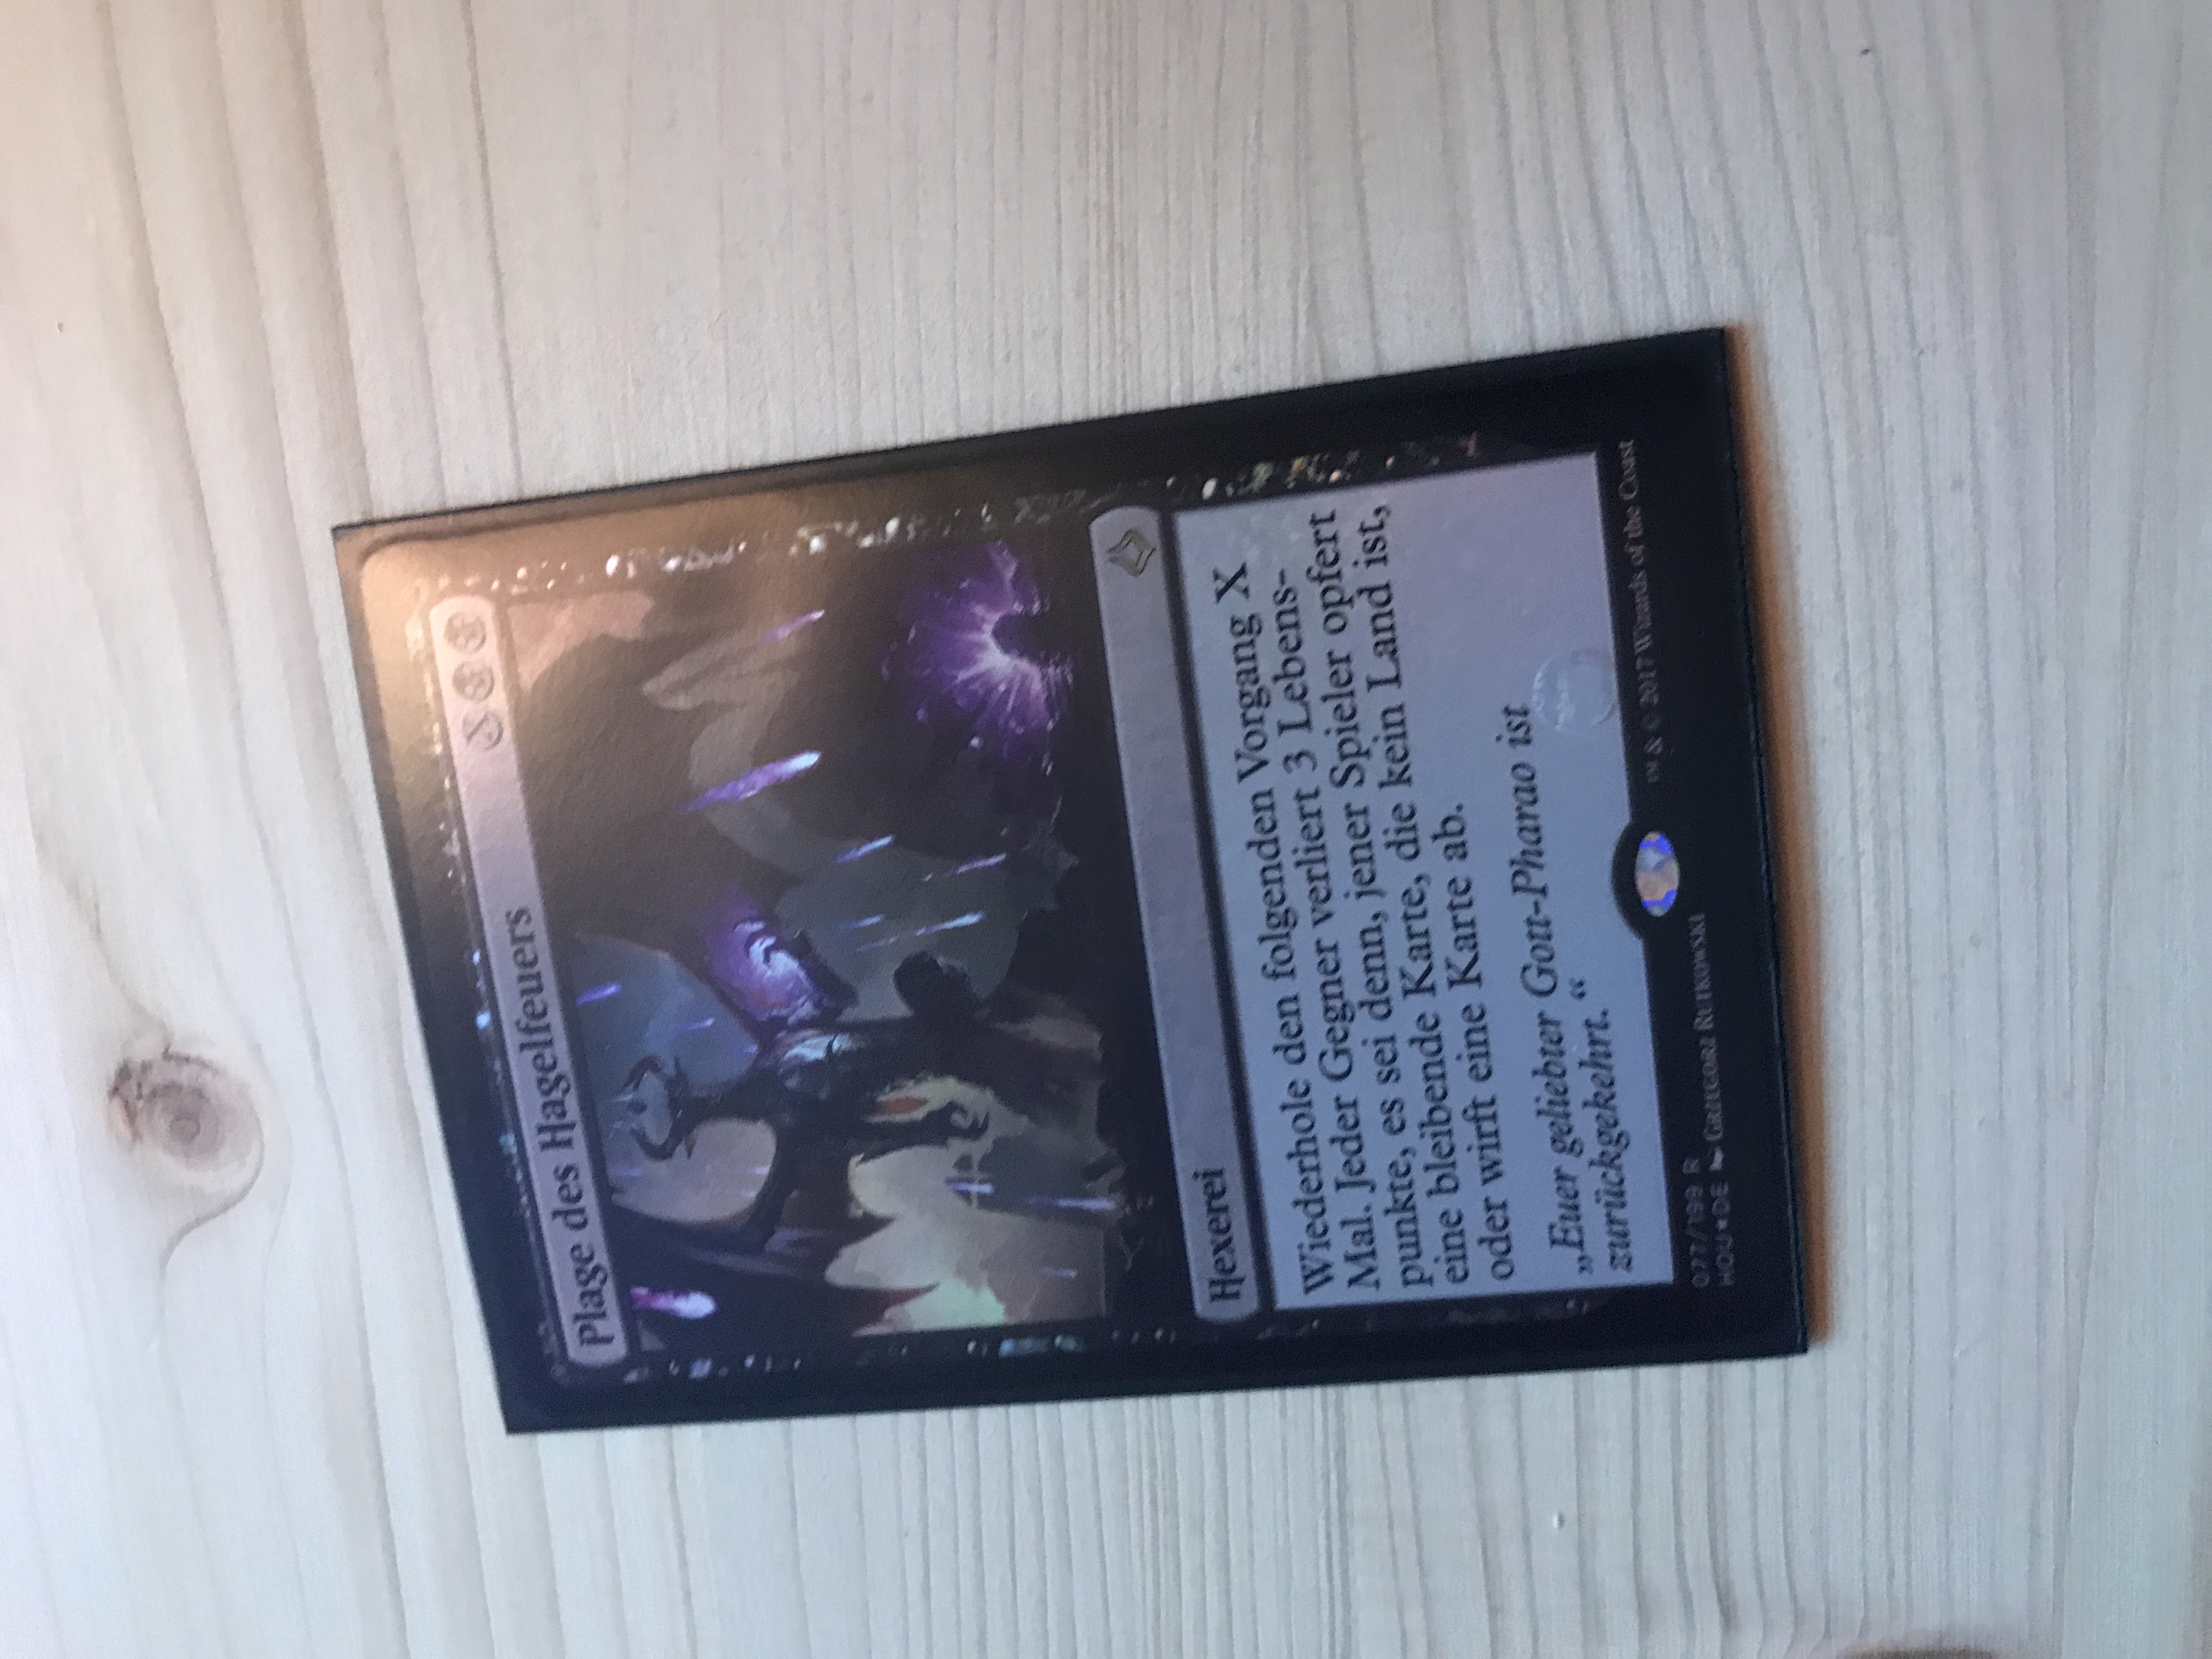 Plage des Hagelfeuers X
Hexerei
Wiederhole den folgenden Vorgang X
Mal. Jeder Gegner verliert 3 Lebens-
punkte, es sei denn, jener Spieler opfert
eine bleibende Karte, die kein Land ist,
oder wirft eine Karte ab.
„Euer geliebter Gott-Pharao ist
zurückgekehrt.“
077/199 R
HOU★DE GRZEGORZ RUTKOWSKI
™ & © 2017 Wizards of the Coast